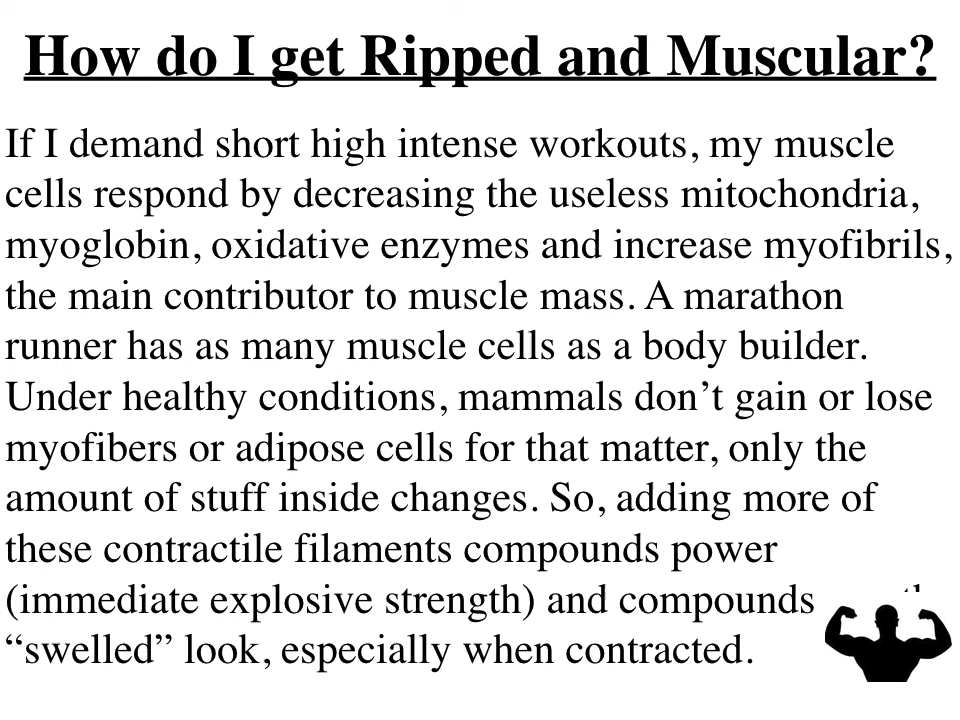 How do I get Ripped and Muscular?
If I demand short high intense workouts, my muscle
cells respond by decreasing the useless mitochondria,
myoglobin, oxidative enzymes and increase myofibrils,
the main contributor to muscle mass. A marathon
runner has as many muscle cells as a body builder.
Under healthy conditions, mammals don’t gain or lose
myofibers or adipose cells for that matter, only the
amount of stuff inside changes. So, adding more of
these contractile filaments compounds power
(immediate explosive strength) and compounds
“swelled” look, especially when contracted.